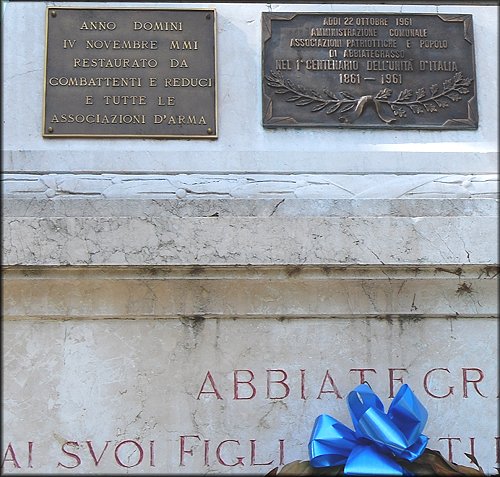 ANNO DOMINI
IV NOVEMBRE MMI
RESTAURATO DA
COMBATTENTI E REDUCI
E TUTTE LE
ASSOCIAZIONI D'ARMA
ADDI 22 OTTOBRE 1961
AMMINISTRAZIONE COMUNALE
ASSOCIAZIONI PATRIOTTICHE E POPOLO
DI ABBIATEGRASSO
NEL 1° CENTENARIO DELL'UNITÀ D'ITALIA
1861 - 1961
ABBIATEGR
AI SVOI FIGLI